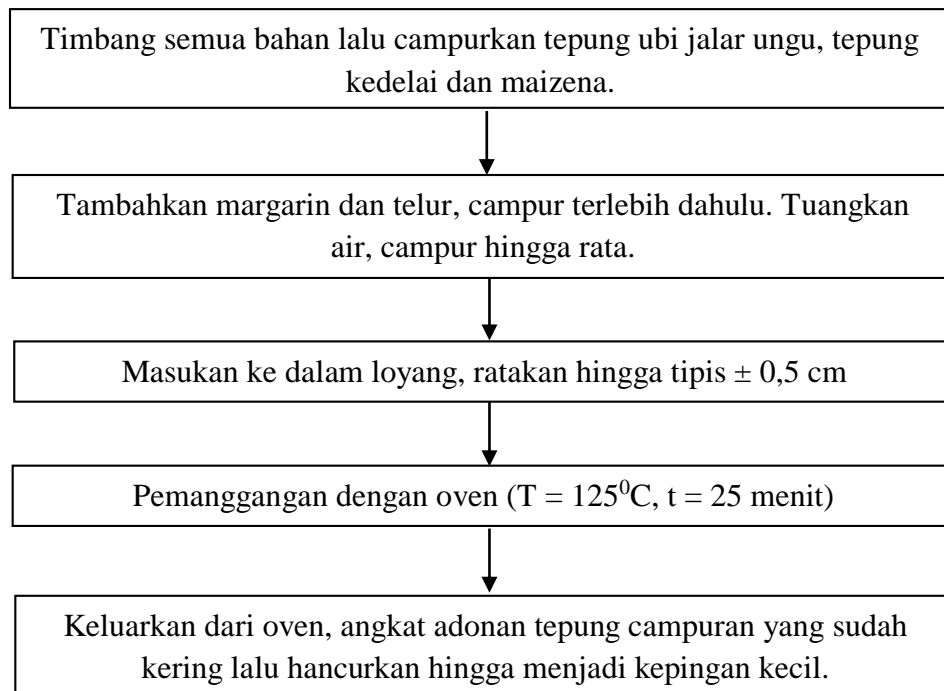 Timbang semua bahan lalu campurkan tepung ubi jalar ungu, tepung
kedelai dan maizena.
Tambahkan margarin dan telur, campur terlebih dahulu. Tuangkan
air, campur hingga rata.
Masukan ke dalam loyang, ratakan hingga tipis ± 0,5 cm
Pemanggangan dengan oven (T = 125⁰C, t = 25 menit)
Keluarkan dari oven, angkat adonan tepung campuran yang sudah
kering lalu hancurkan hingga menjadi kepingan kecil.